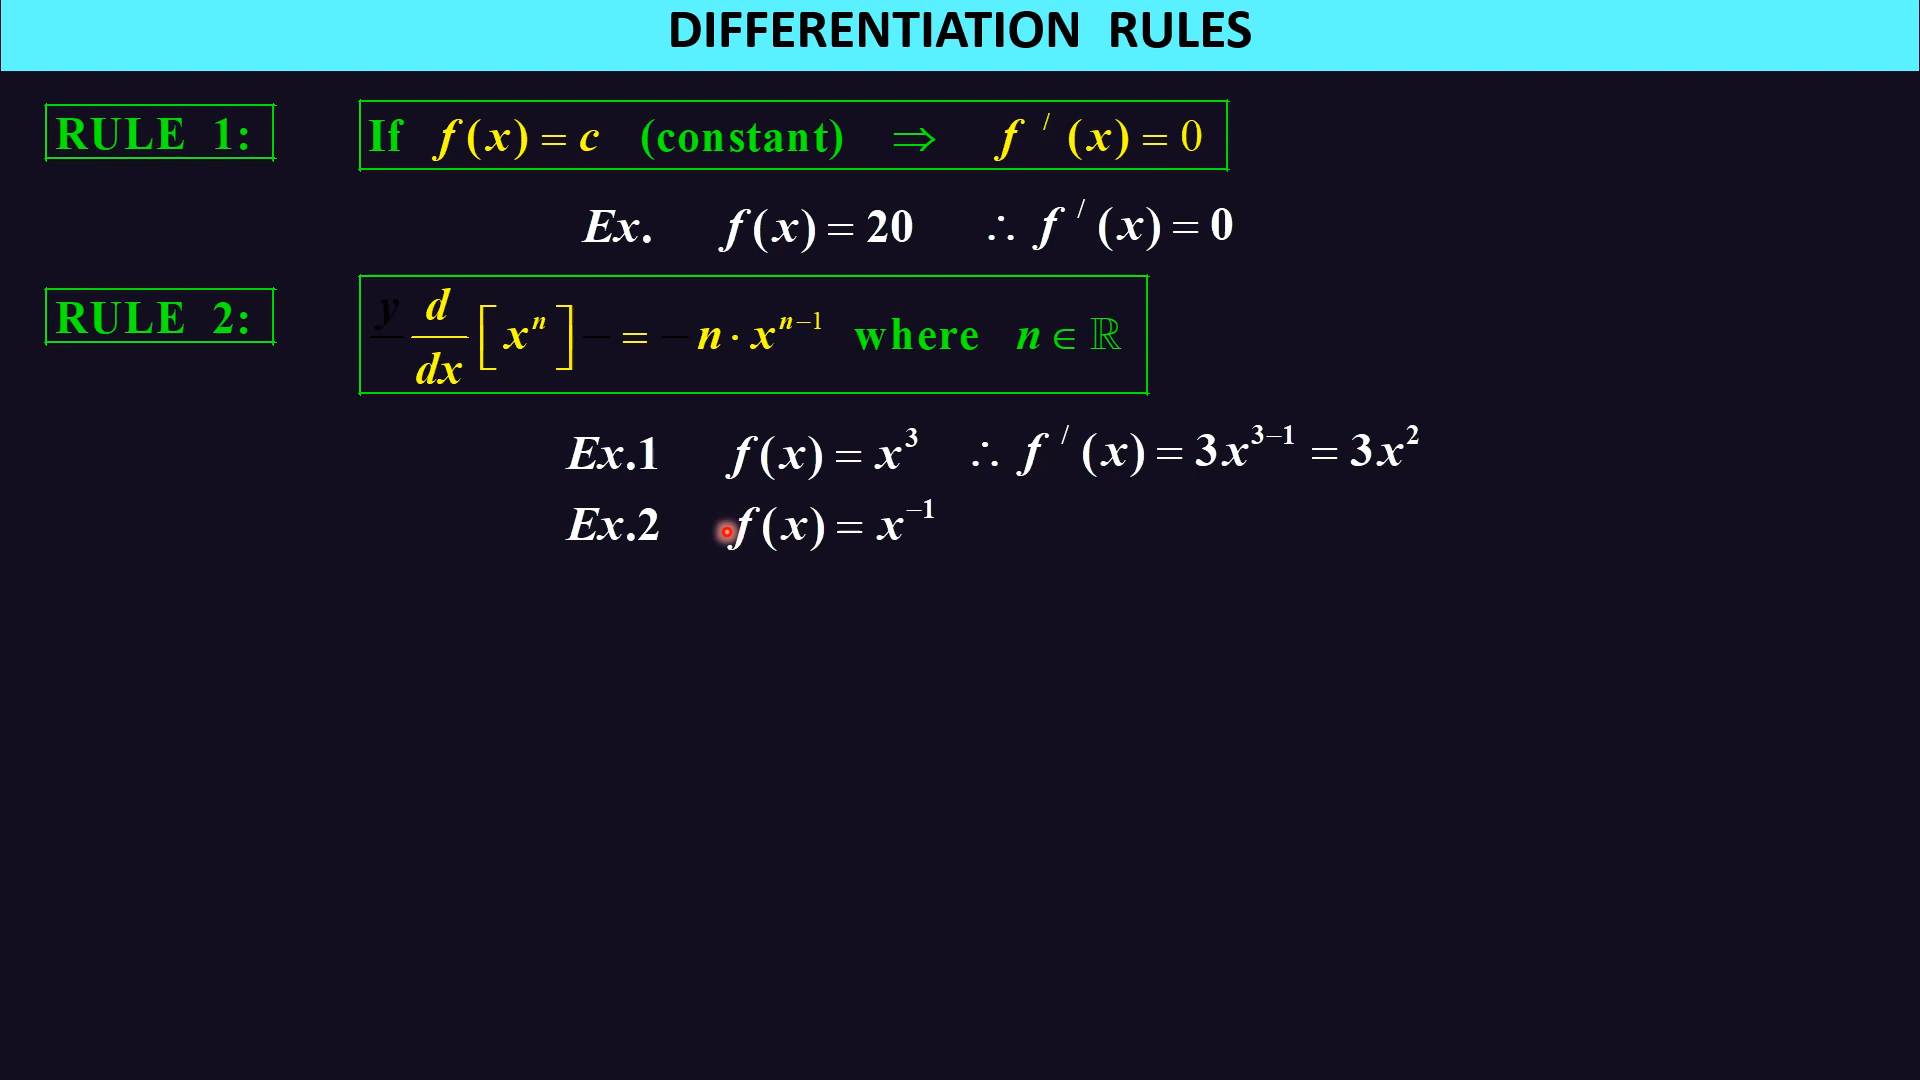 DIFFERENTIATION RULES
RULE 1: If f(x) = c (constant) ⇒ f ′ (x) = 0
Ex. f(x) = 20 ∴ f ′ (x) = 0
RULE 2: y d/dx [xⁿ] = n · xⁿ⁻¹ where n ∈ ℝ
Ex.1 f(x) = x³ ∴ f ′ (x) = 3x³⁻¹ = 3x²
Ex.2 f(x) = x⁻¹